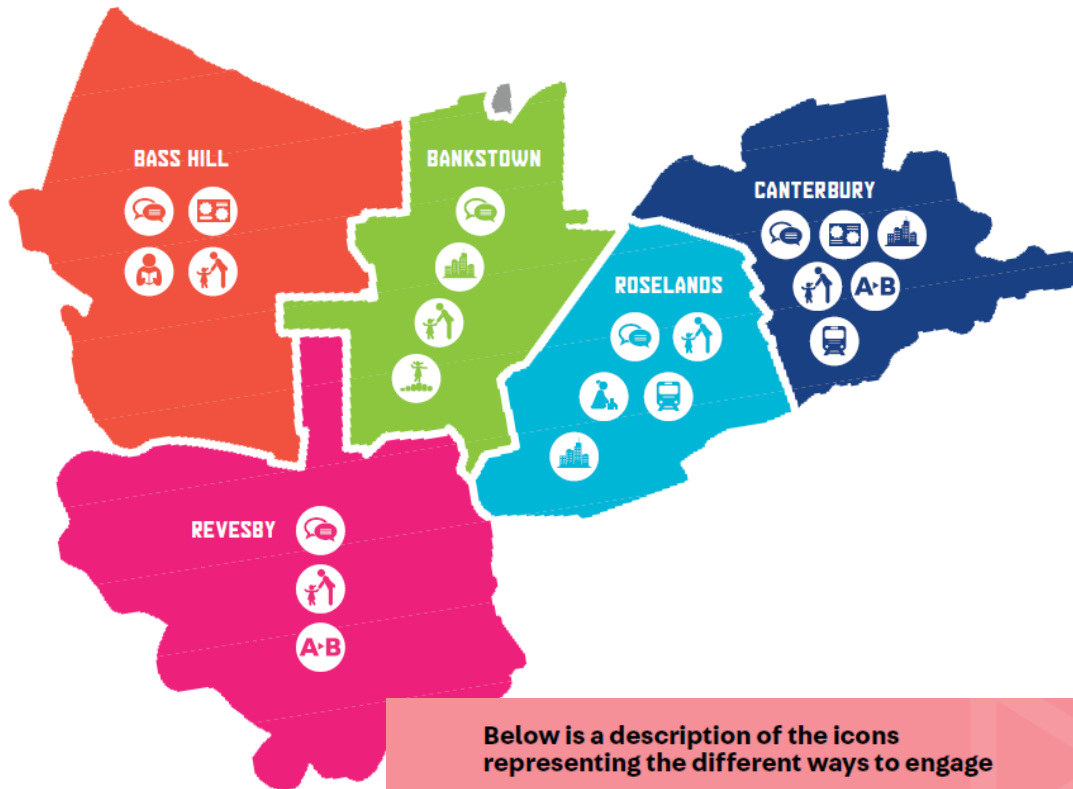 BASS HILL
BANKSTOWN
CANTERBURY
ROSELANDS
A▸B
REVESBY
A▸B
Below is a description of the icons
representing the different ways to engage